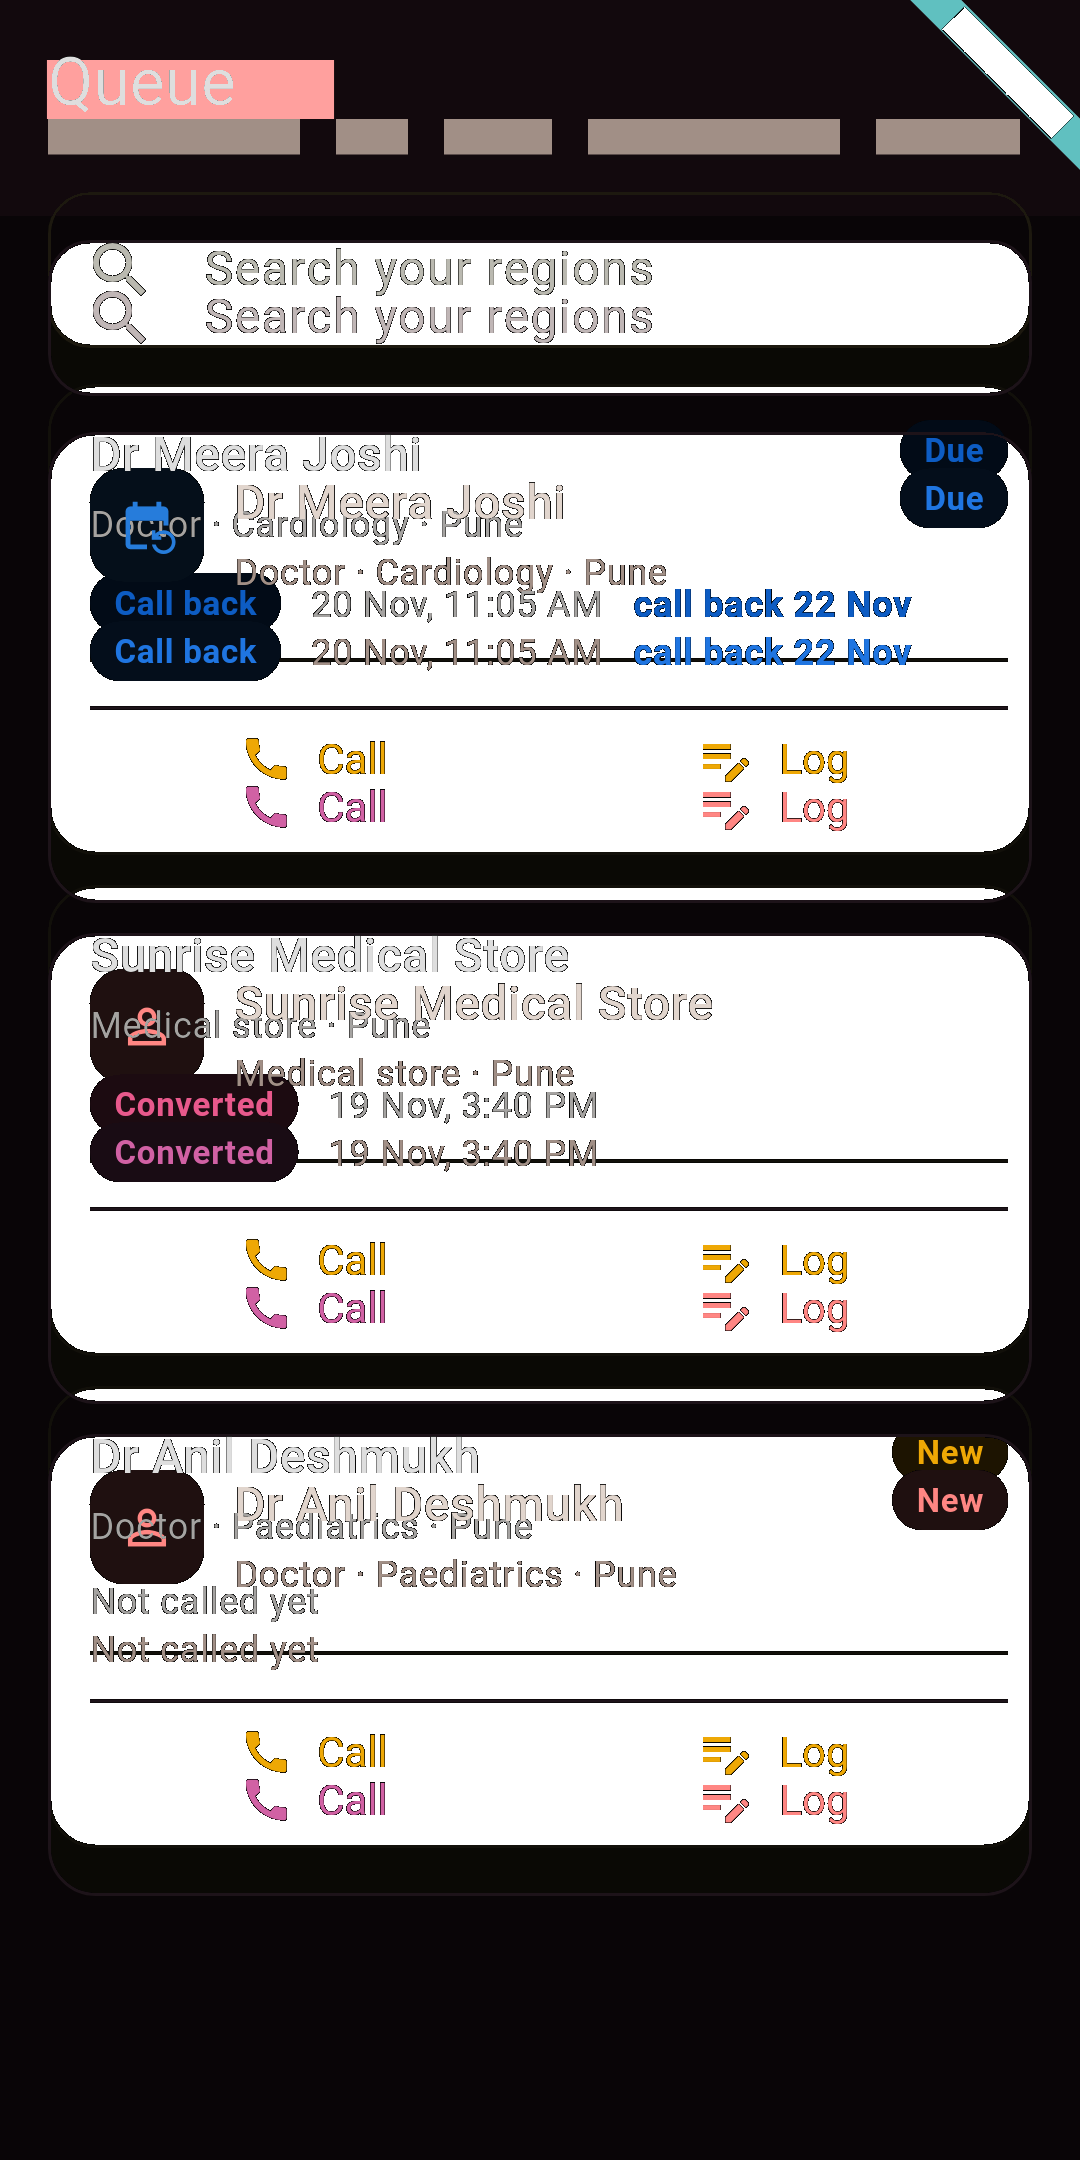 Queue
Search your regions
Search your regions
Dr Meera Joshi
Due
Dr Meera Joshi
Due
Doctor · Cardiology · Pune
Doctor · Cardiology · Pune
Call back 20 Nov, 11:05 AM call back 22 Nov
Call back 20 Nov, 11:05 AM call back 22 Nov
Call Log
Call Log
Sunrise Medical Store
Sunrise Medical Store
Medical store · Pune
Medical store · Pune
Converted 19 Nov, 3:40 PM
Converted 19 Nov, 3:40 PM
Call Log
Call Log
Dr Anil Deshmukh
New
Dr Anil Deshmukh
New
Doctor · Paediatrics · Pune
Doctor · Paediatrics · Pune
Not called yet
Not called yet
Call Log
Call Log